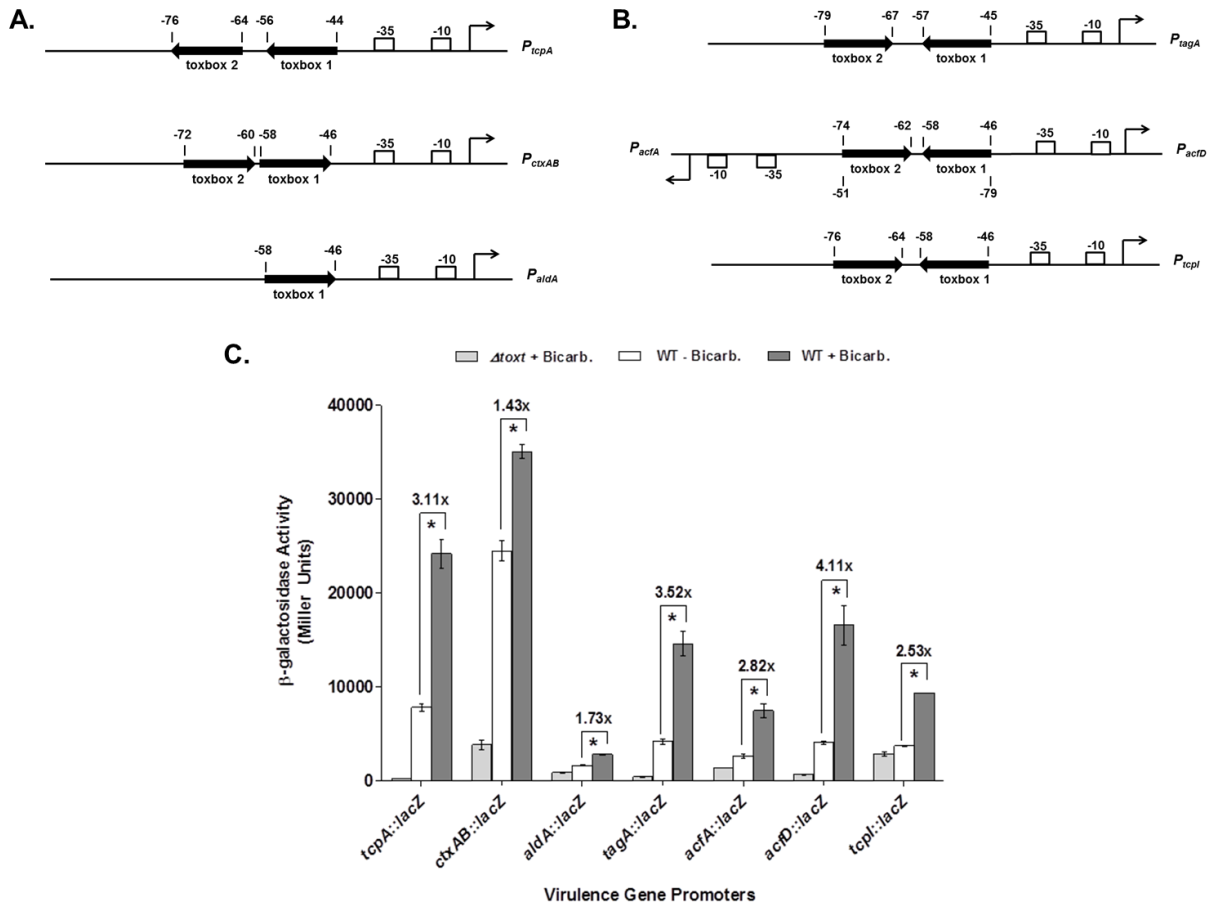 A.
-76 -64 -56 -44 -35 -10
toxbox 2 toxbox 1
PtcpA
-72 -60 -58 -46 -35 -10
toxbox 2 toxbox 1
PctxAB
-58 -46 -35 -10
toxbox 1
PaldA
B.
-79 -67 -57 -45 -35 -10
toxbox 2 toxbox 1
PtagA
-74 -62 -58 -46 -35 -10
PacfA
PacfD
-10 -35
toxbox 2 toxbox 1
-51 -79
-76 -64 -58 -46 -35 -10
toxbox 2 toxbox 1
PtcpI
C.
Δtoxt + Bicarb. WT - Bicarb. WT + Bicarb.
β-galactosidase Activity
(Miller Units)
40000
30000
20000
10000
0
3.11x
*
1.43x
*
1.73x
*
3.52x
*
2.82x
*
4.11x
*
2.53x
*
tcpA::lacZ
ctxAB::lacZ
aldA::lacZ
tagA::lacZ
acfA::lacZ
acfD::lacZ
tcpI::lacZ
Virulence Gene Promoters